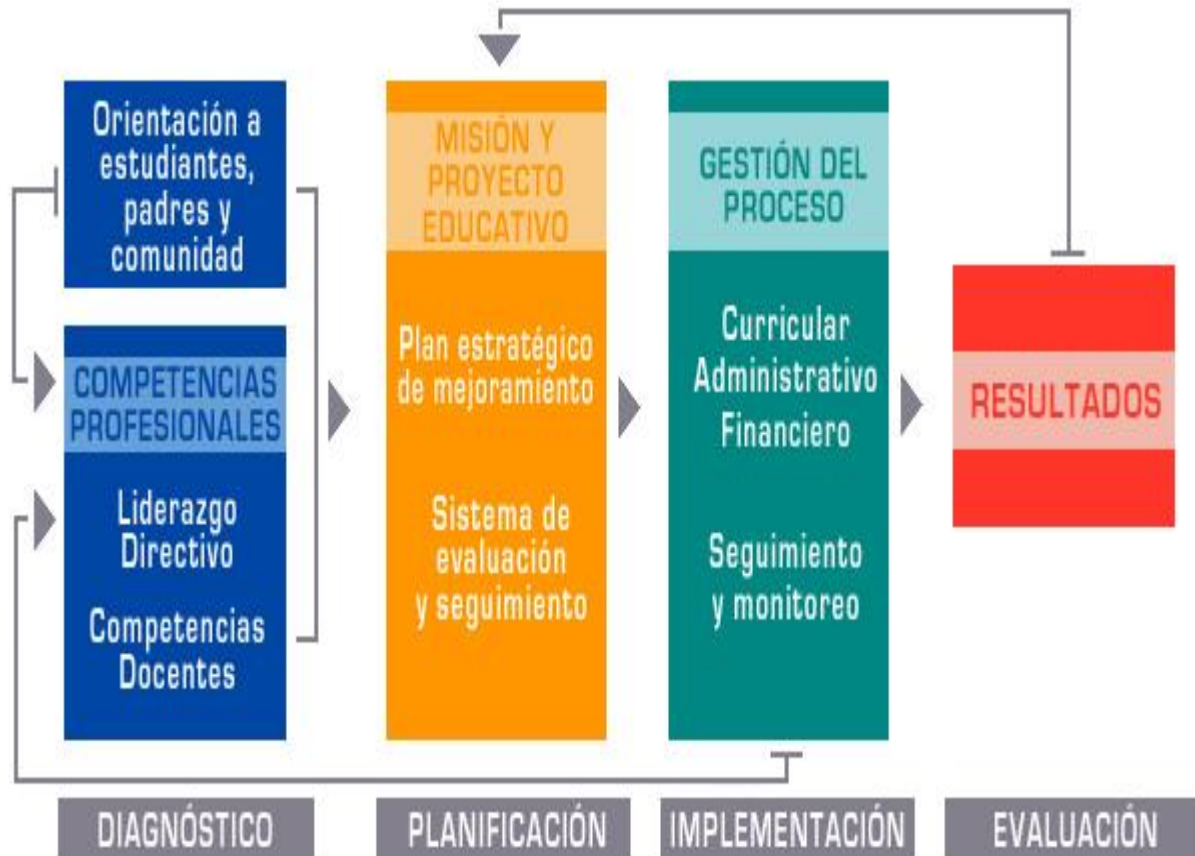 Orientación a
estudiantes,
padres y
comunidad
COMPETENCIAS
PROFESIONALES
Liderazgo
Directivo
Competencias
Docentes
MISIÓN Y
PROYECTO
EDUCATIVO
Plan estratégico
de mejoramiento
Sistema de
evaluación
y seguimiento
GESTIÓN DEL
PROCESO
Curricular
Administrativo
Financiero
Seguimiento
y monitoreo
RESULTADOS
DIAGNÓSTICO
PLANIFICACIÓN
IMPLEMENTACIÓN
EVALUACIÓN